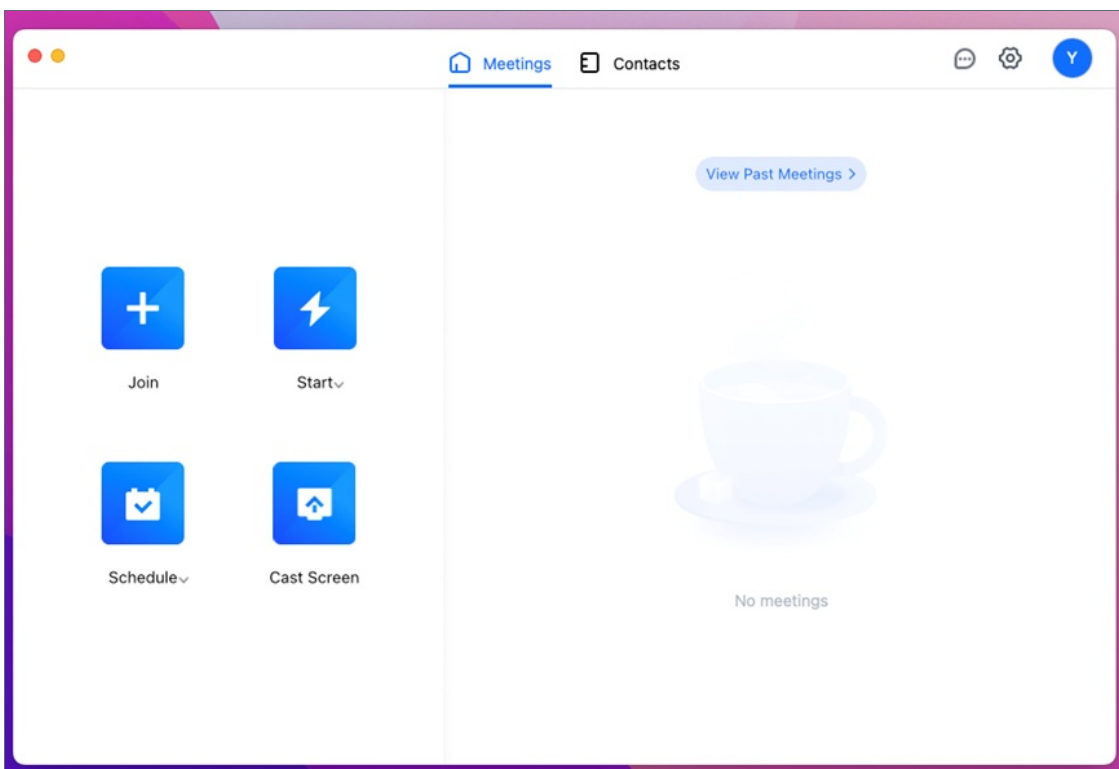 Meetings
Contacts
Y
View Past Meetings
Join
Start
Schedule
Cast Screen
No meetings